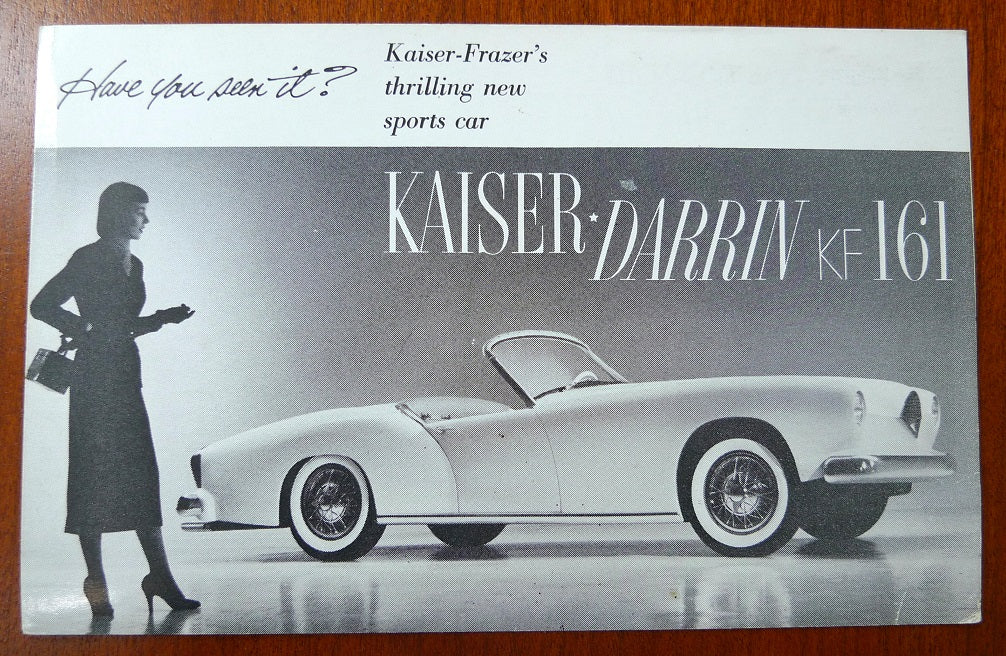 Have you seen it?
Kaiser-Frazer's
thrilling new
sports car
KAISER★DARRIN KF 161